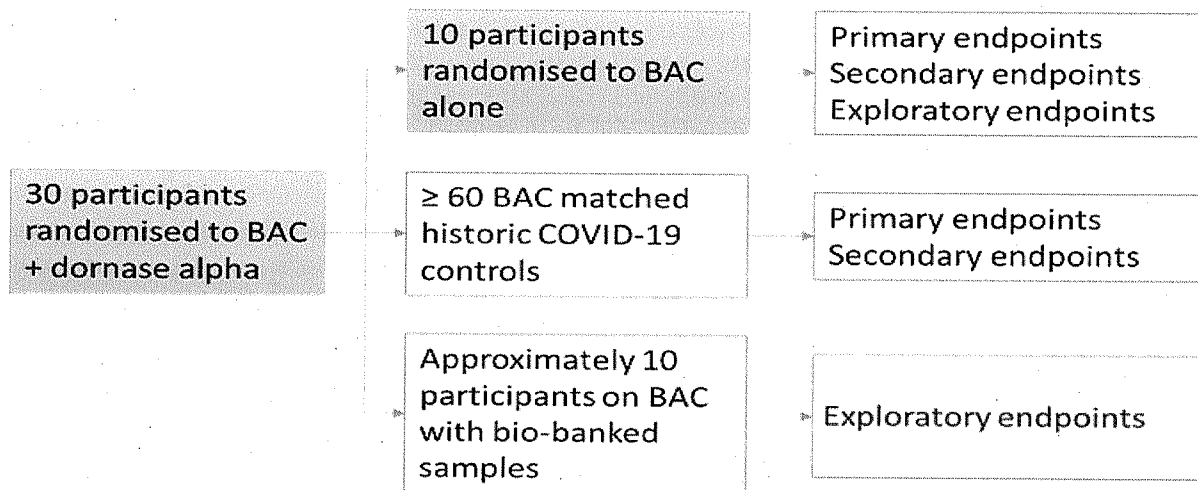 10 participants
randomised to BAC
alone
Primary endpoints
Secondary endpoints
Exploratory endpoints
30 participants
randomised to BAC
+ dornase alpha
≥ 60 BAC matched
historic COVID-19
controls
Primary endpoints
Secondary endpoints
Approximately 10
participants on BAC
with bio-banked
samples
Exploratory endpoints